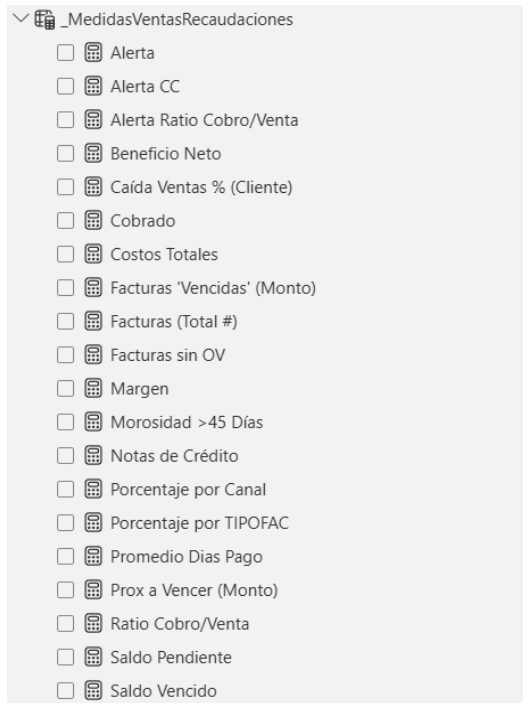 _MedidasVentasRecaudaciones
Alerta
Alerta CC
Alerta Ratio Cobro/Venta
Beneficio Neto
Caída Ventas % (Cliente)
Cobrado
Costos Totales
Facturas 'Vencidas' (Monto)
Facturas (Total #)
Facturas sin OV
Margen
Morosidad >45 Días
Notas de Crédito
Porcentaje por Canal
Porcentaje por TIPOFAC
Promedio Dias Pago
Prox a Vencer (Monto)
Ratio Cobro/Venta
Saldo Pendiente
Saldo Vencido